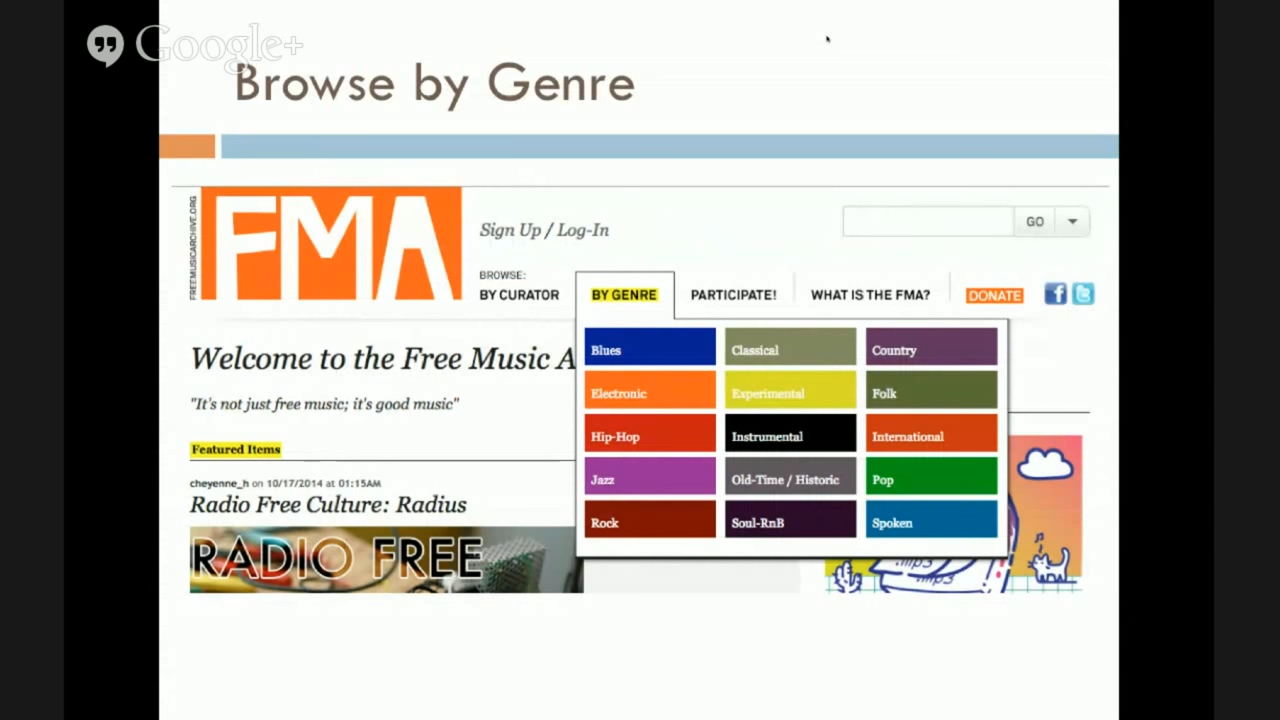 Google+
Browse by Genre
FREEMUSICARCHIVE.ORG
FMA
Sign Up / Log-In
GO
BROWSE:
BY CURATOR
BY GENRE
PARTICIPATE!
WHAT IS THE FMA?
DONATE
Blues
Classical
Country
Electronic
Experimental
Folk
Hip-Hop
Instrumental
International
Jazz
Old-Time / Historic
Pop
Rock
Soul-RnB
Spoken
Welcome to the Free Music A
"It's not just free music; it's good music"
Featured Items
cheyenne_h on 10/17/2014 at 01:15AM
Radio Free Culture: Radius
RADIO FREE
.mp3
.mp3